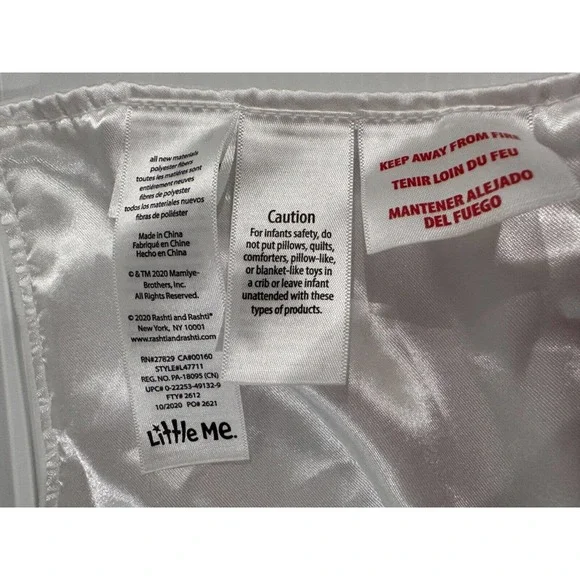 all new materials
polyester fibers
toutes les matières sont
entièrement neuves
fibres de polyester
todos los materiales nuevos
fibras de poliéster
Made in China
Fabriqué en Chine
Hecho en China
© & TM 2020 Mamiye-
Brothers, Inc.
All Rights Reserved.
© 2020 Rashti and Rashti®
New York, NY 10001
www.rashtiandrashti.com
RN#27829 CA#00160
STYLE#L47711
REG. NO. PA-18095 (CN)
UPC# 0-22253-49132-9
FTY# 2612
10/2020 PO# 2621
Little Me.
Caution
For infants safety, do
not put pillows, quilts,
comforters, pillow-like,
or blanket-like toys in
a crib or leave infant
unattended with these
types of products.
KEEP AWAY FROM FIRE
TENIR LOIN DU FEU
MANTENER ALEJADO
DEL FUEGO